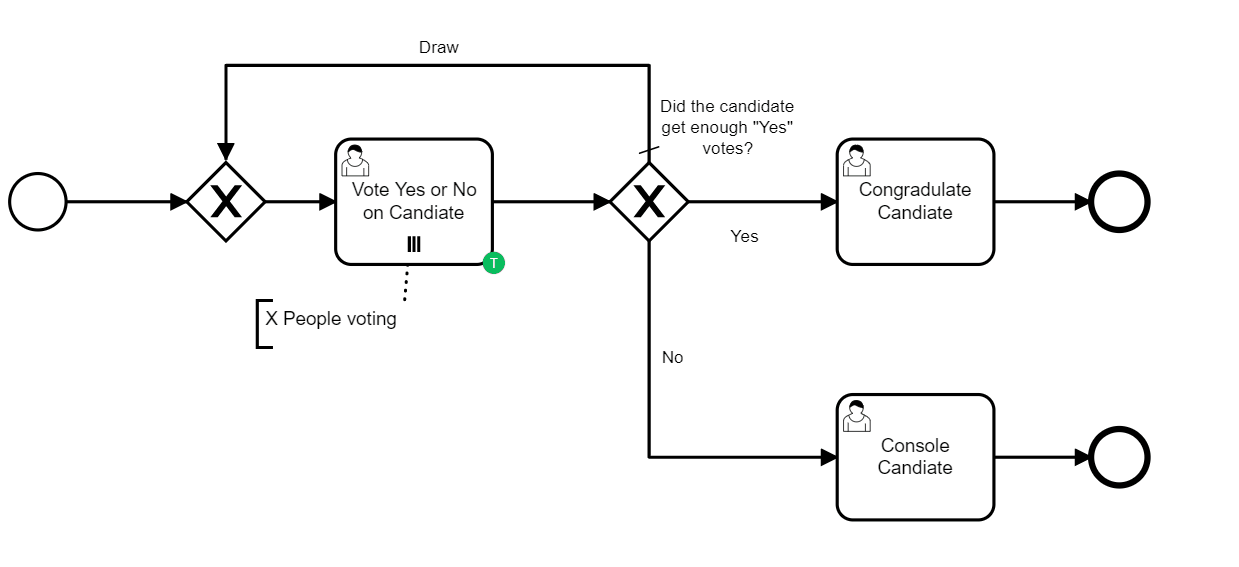 Draw
Did the candidate
get enough "Yes"
votes?
X
Vote Yes or No
on Candiate
T
X People voting
X
Yes
Congradulate
Candiate
No
Console
Candiate